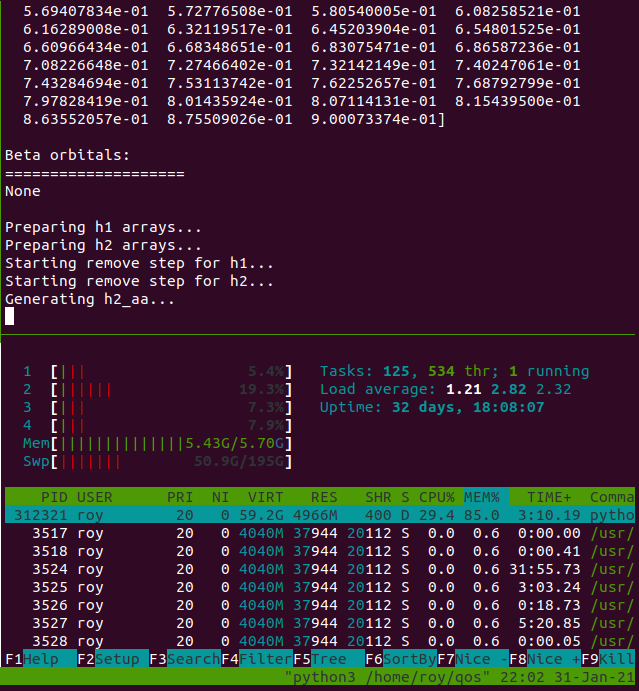 5.69407834e-01 5.72776508e-01 5.80540005e-01 6.08258521e-01
6.16289008e-01 6.32119517e-01 6.45203904e-01 6.54801525e-01
6.60966434e-01 6.68348651e-01 6.83075471e-01 6.86587236e-01
7.08226648e-01 7.27466402e-01 7.32142149e-01 7.40247061e-01
7.43284694e-01 7.53113742e-01 7.62252657e-01 7.68792799e-01
7.97828419e-01 8.01435924e-01 8.07114131e-01 8.15439500e-01
8.63552057e-01 8.75509026e-01 9.00073374e-01]
Beta orbitals:
====================
None
Preparing h1 arrays...
Preparing h2 arrays...
Starting remove step for h1...
Starting remove step for h2...
Generating h2_aa...
1 [||| 5.4%] Tasks: 125, 534 thr; 1 running
2 [|||||| 19.3%] Load average: 1.21 2.82 2.32
3 [||| 7.3%] Uptime: 32 days, 18:08:07
4 [||| 7.9%]
Mem[||||||||||||||5.43G/5.70G]
Swp[||||||| 50.9G/195G]
PID USER PRI NI VIRT RES SHR S CPU% MEM% TIME+ Comma
312321 roy 20 0 59.2G 4966M 400 D 29.4 85.0 3:10.19 pytho
3517 roy 20 0 4040M 37944 20112 S 0.0 0.6 0:00.00 /usr/
3518 roy 20 0 4040M 37944 20112 S 0.0 0.6 0:00.41 /usr/
3524 roy 20 0 4040M 37944 20112 S 0.0 0.6 31:55.73 /usr/
3525 roy 20 0 4040M 37944 20112 S 0.0 0.6 3:03.24 /usr/
3526 roy 20 0 4040M 37944 20112 S 0.0 0.6 0:18.73 /usr/
3527 roy 20 0 4040M 37944 20112 S 0.0 0.6 5:20.85 /usr/
3528 roy 20 0 4040M 37944 20112 S 0.0 0.6 0:00.05 /usr/
F1Help F2Setup F3SearchF4FilterF5Tree F6SortByF7Nice -F8Nice +F9Kill
"python3 /home/roy/qos" 22:02 31-Jan-21